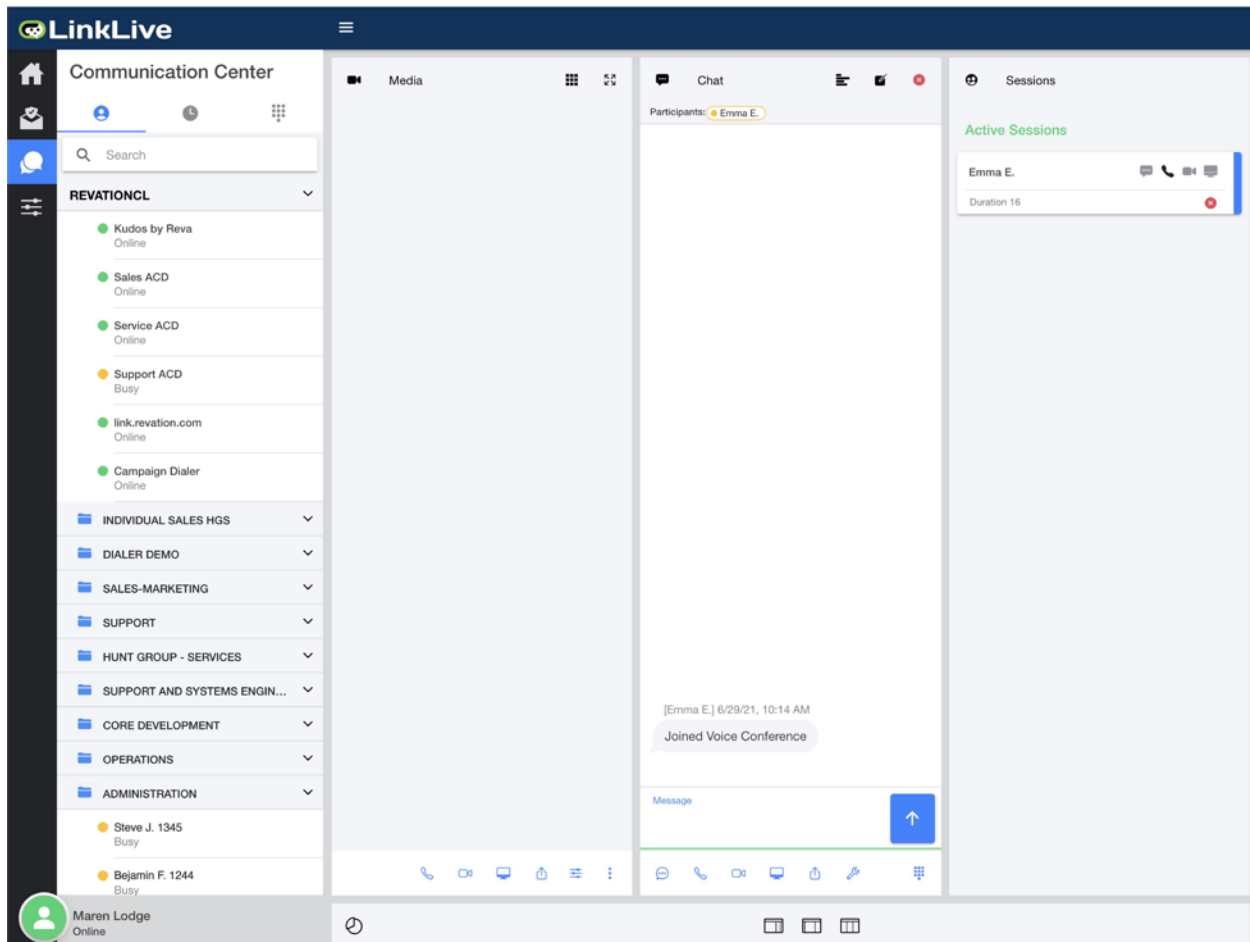 LinkLive
Communication Center
Search
REVATIONCL
Kudos by Reva
Online
Sales ACD
Online
Service ACD
Online
Support ACD
Busy
link.revation.com
Online
Campaign Dialer
Online
INDIVIDUAL SALES HGS
DIALER DEMO
SALES-MARKETING
SUPPORT
HUNT GROUP - SERVICES
SUPPORT AND SYSTEMS ENGIN...
CORE DEVELOPMENT
OPERATIONS
ADMINISTRATION
Steve J. 1345
Busy
Bejamin F. 1244
Busy
Maren Lodge
Online
Media
Chat
Participants: Emma E.
[Emma E.] 6/29/21, 10:14 AM
Joined Voice Conference
Message
Sessions
Active Sessions
Emma E.
Duration 16